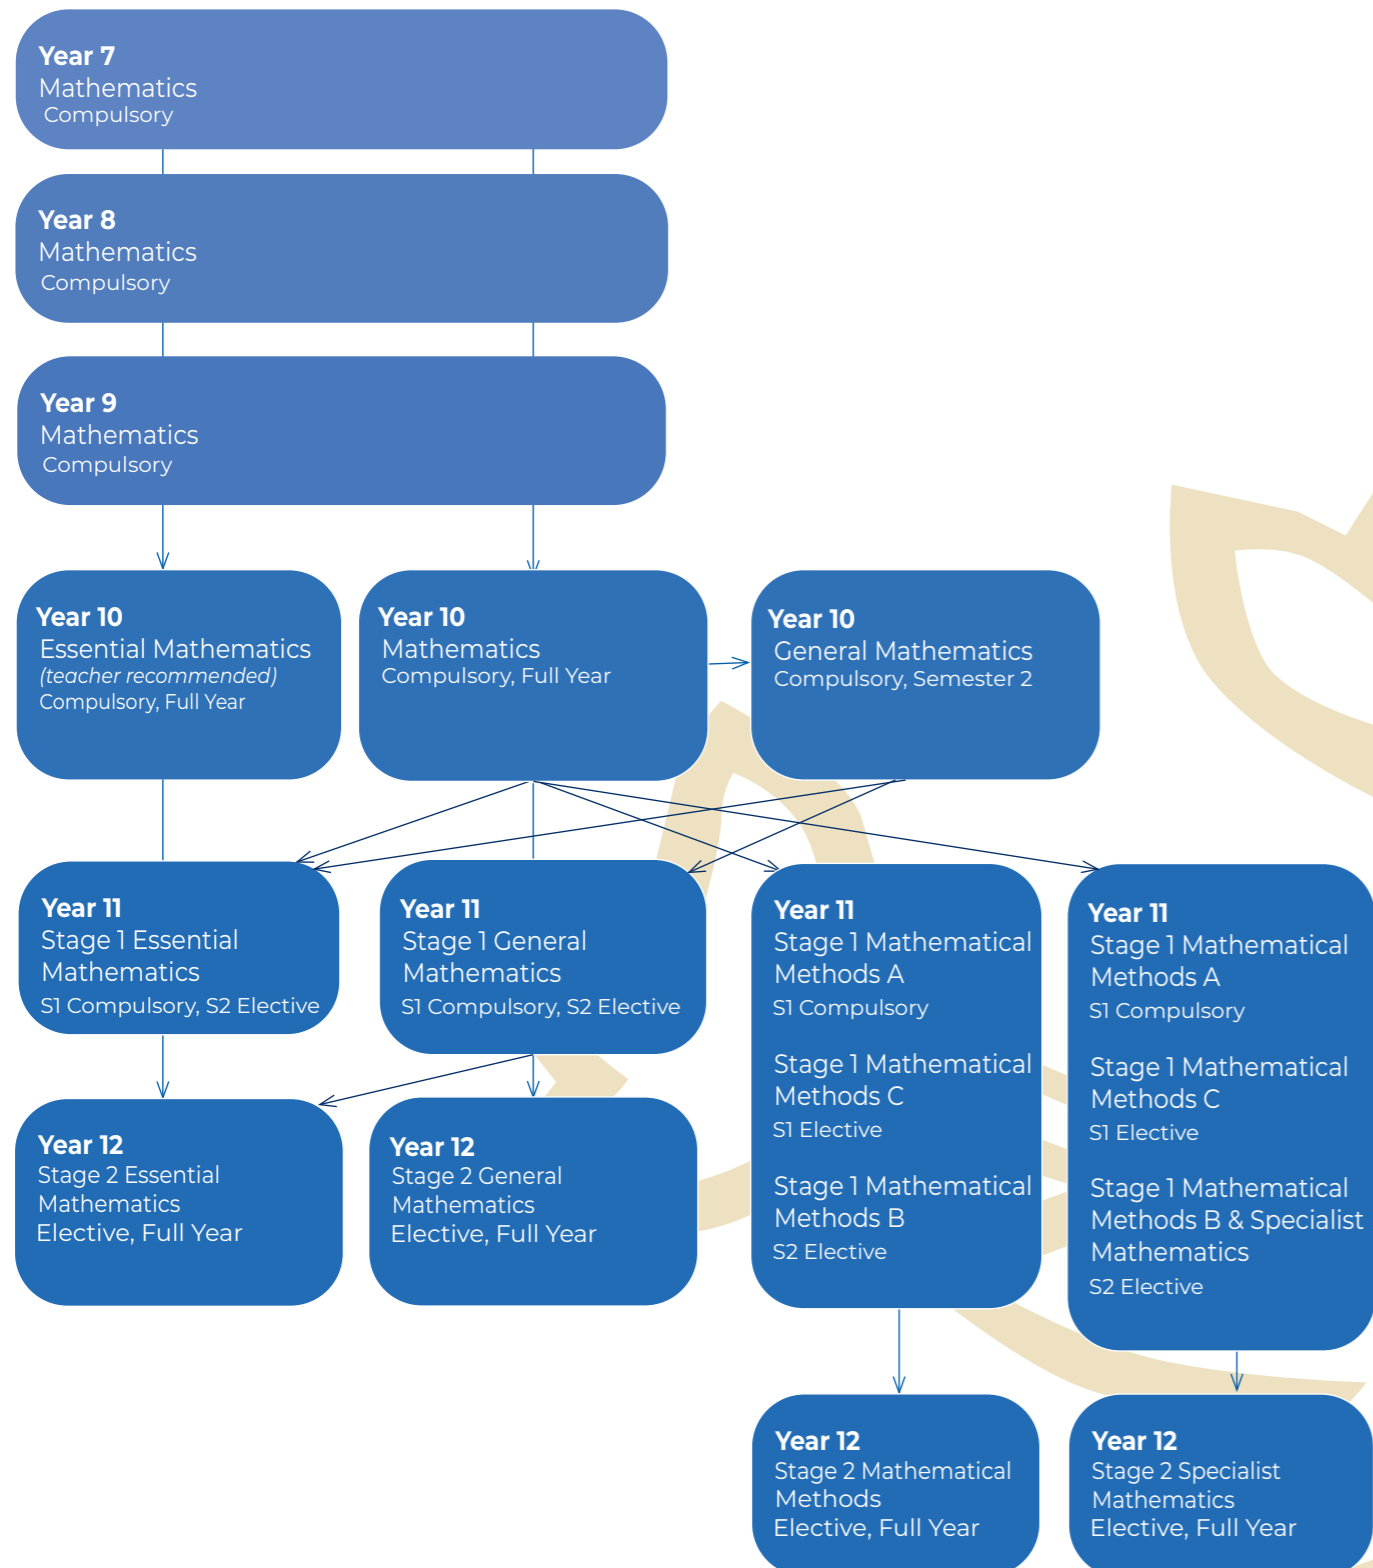 Year 7
Mathematics
Compulsory
Year 8
Mathematics
Compulsory
Year 9
Mathematics
Compulsory
Year 10
Essential Mathematics
(teacher recommended)
Compulsory, Full Year
Year 10
Mathematics
Compulsory, Full Year
Year 10
General Mathematics
Compulsory, Semester 2
Year 11
Stage 1 Essential
Mathematics
S1 Compulsory, S2 Elective
Year 11
Stage 1 General
Mathematics
S1 Compulsory, S2 Elective
Year 11
Stage 1 Mathematical
Methods A
S1 Compulsory
Stage 1 Mathematical
Methods C
S1 Elective
Stage 1 Mathematical
Methods B
S2 Elective
Year 11
Stage 1 Mathematical
Methods A
S1 Compulsory
Stage 1 Mathematical
Methods C
S1 Elective
Stage 1 Mathematical
Methods B & Specialist
Mathematics
S2 Elective
Year 12
Stage 2 Essential
Mathematics
Elective, Full Year
Year 12
Stage 2 General
Mathematics
Elective, Full Year
Year 12
Stage 2 Mathematical
Methods
Elective, Full Year
Year 12
Stage 2 Specialist
Mathematics
Elective, Full Year